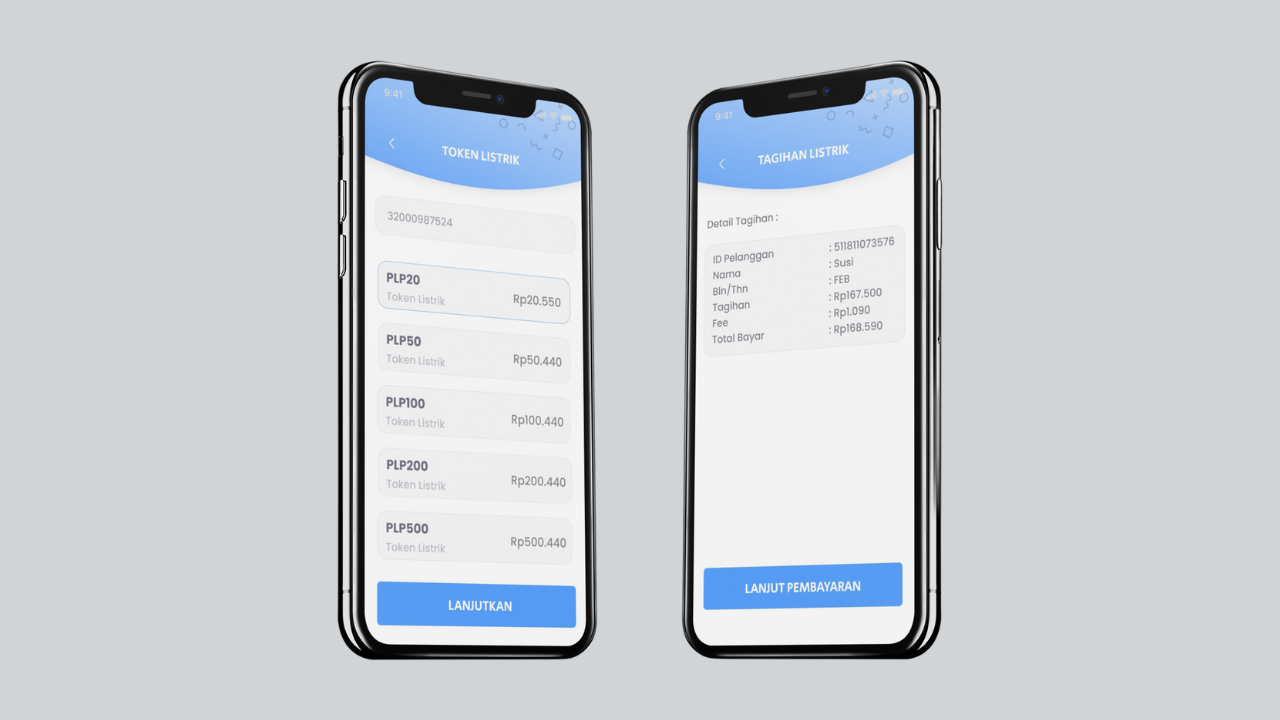 9:41
TOKEN LISTRIK
32000987524
PLP20
Token Listrik Rp20.550
PLP50
Token Listrik Rp50.440
PLP100
Token Listrik Rp100.440
PLP200
Token Listrik Rp200.440
PLP500
Token Listrik Rp500.440
LANJUTKAN
9:41
TAGIHAN LISTRIK
Detail Tagihan :
ID Pelanggan : 511811073576
Nama : Susi
Bln/Thn : FEB
Tagihan : Rp167.500
Fee : Rp1.090
Total Bayar : Rp168.590
LANJUT PEMBAYARAN